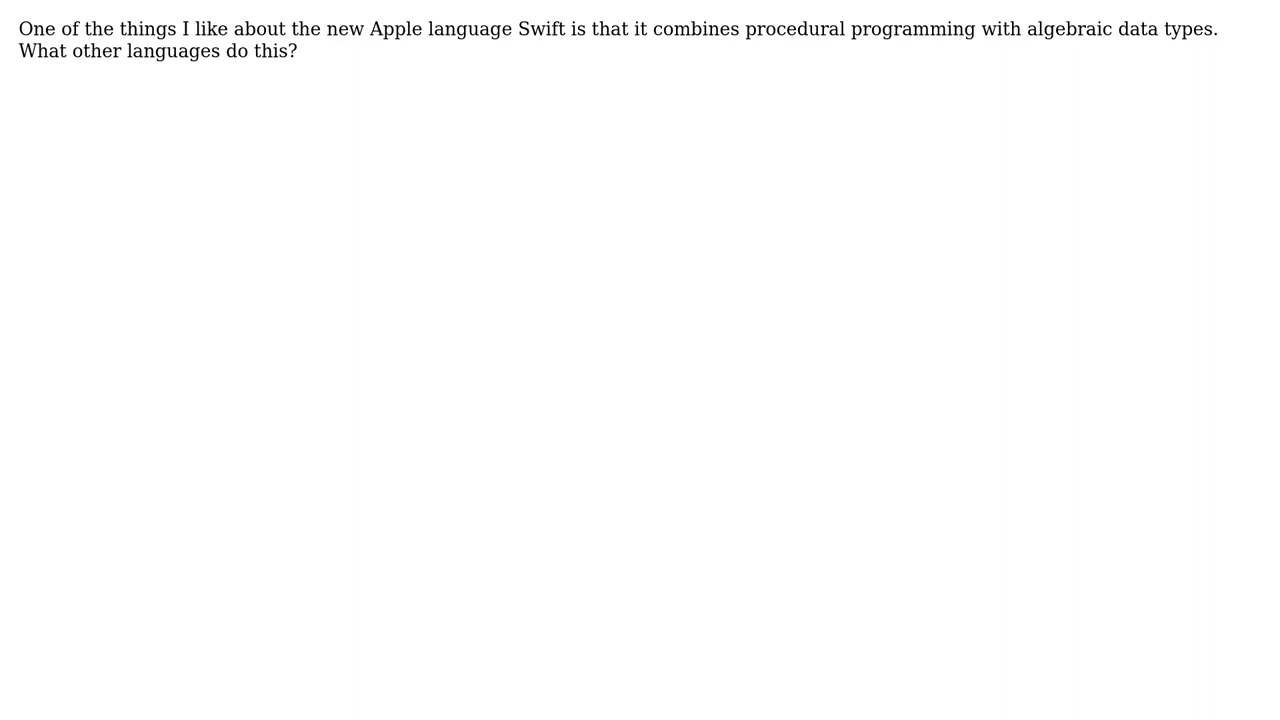 One of the things I like about the new Apple language Swift is that it combines procedural programming with algebraic data types.
What other languages do this?